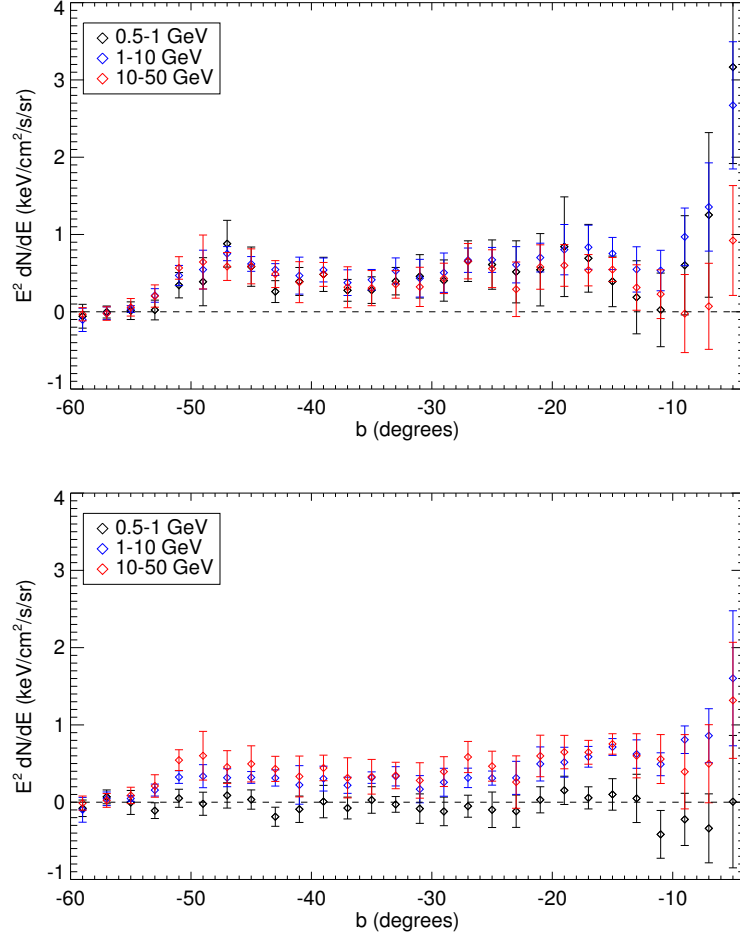 4
3
2
1
0
-1
E² dN/dE (keV/cm²/s/sr)
0.5-1 GeV
1-10 GeV
10-50 GeV
-60 -50 -40 -30 -20 -10
b (degrees)
4
3
2
1
0
-1
E² dN/dE (keV/cm²/s/sr)
0.5-1 GeV
1-10 GeV
10-50 GeV
-60 -50 -40 -30 -20 -10
b (degrees)